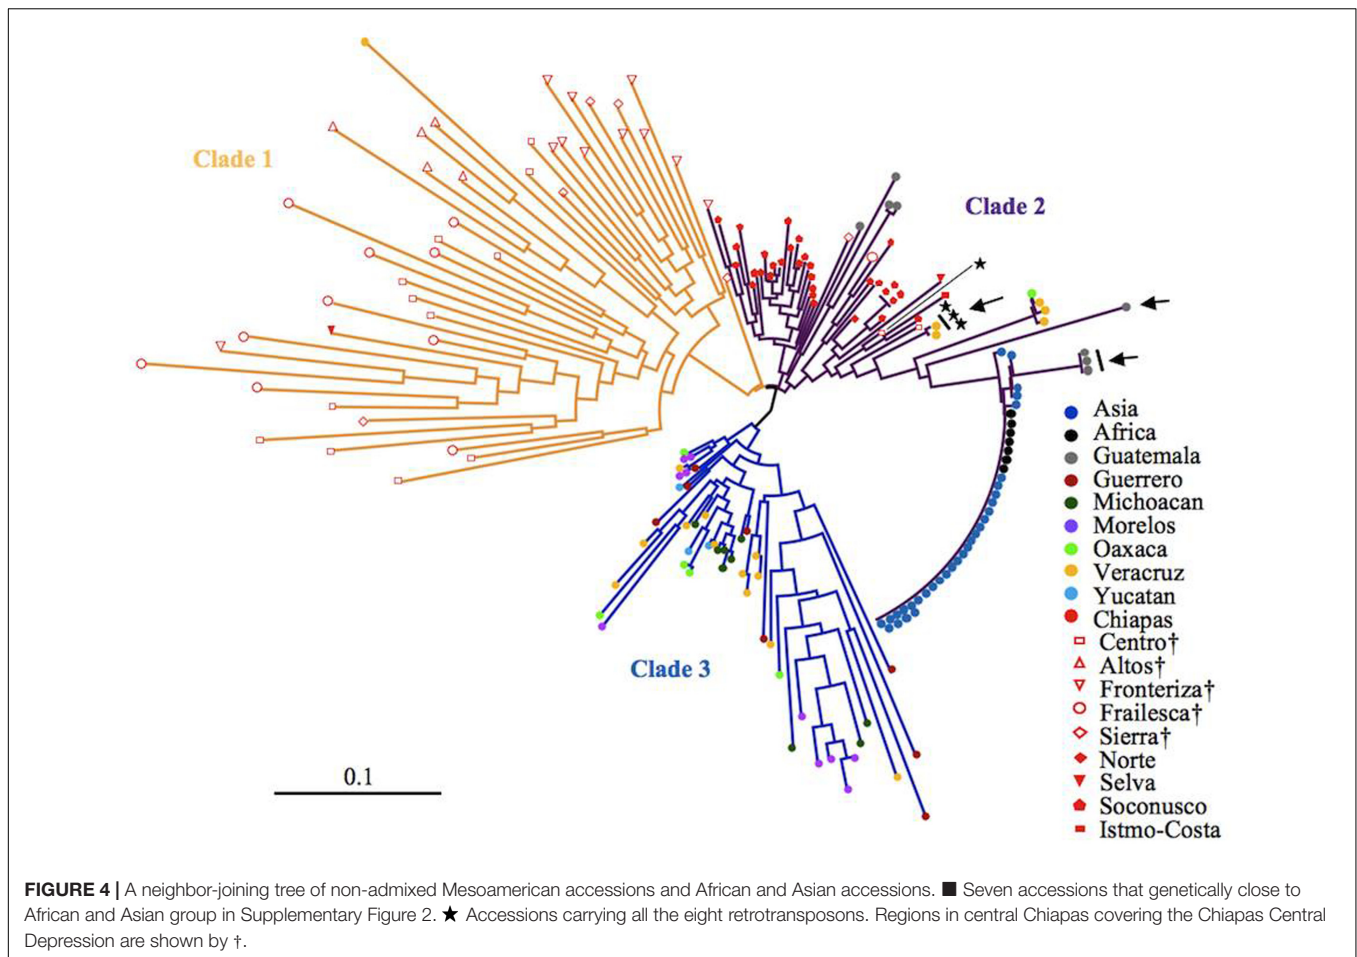 Clade 1
Clade 2
Clade 3
0.1
Asia
Africa
Guatemala
Guerrero
Michoacan
Morelos
Oaxaca
Veracruz
Yucatan
Chiapas
Centro†
Altos†
Fronteriza†
Frailesca†
Sierra†
Norte
Selva
Soconusco
Istmo-Costa
FIGURE 4 | A neighbor-joining tree of non-admixed Mesoamerican accessions and African and Asian accessions. ■ Seven accessions that genetically close to
African and Asian group in Supplementary Figure 2. ★ Accessions carrying all the eight retrotransposons. Regions in central Chiapas covering the Chiapas Central
Depression are shown by †.